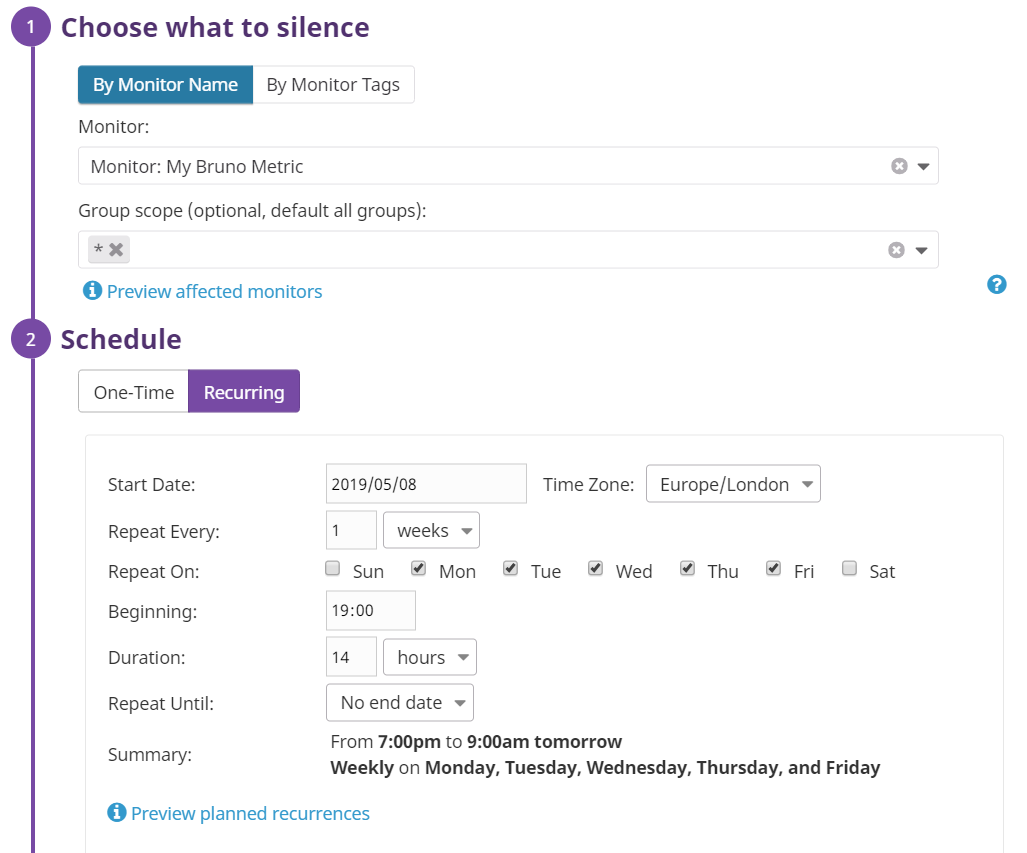 1 Choose what to silence
By Monitor Name By Monitor Tags
Monitor:
Monitor: My Bruno Metric
Group scope (optional, default all groups):
*
Preview affected monitors
2 Schedule
One-Time Recurring
Start Date: 2019/05/08 Time Zone: Europe/London
Repeat Every: 1 weeks
Repeat On: Sun Mon Tue Wed Thu Fri Sat
Beginning: 19:00
Duration: 14 hours
Repeat Until: No end date
Summary: From 7:00pm to 9:00am tomorrow
Weekly on Monday, Tuesday, Wednesday, Thursday, and Friday
Preview planned recurrences